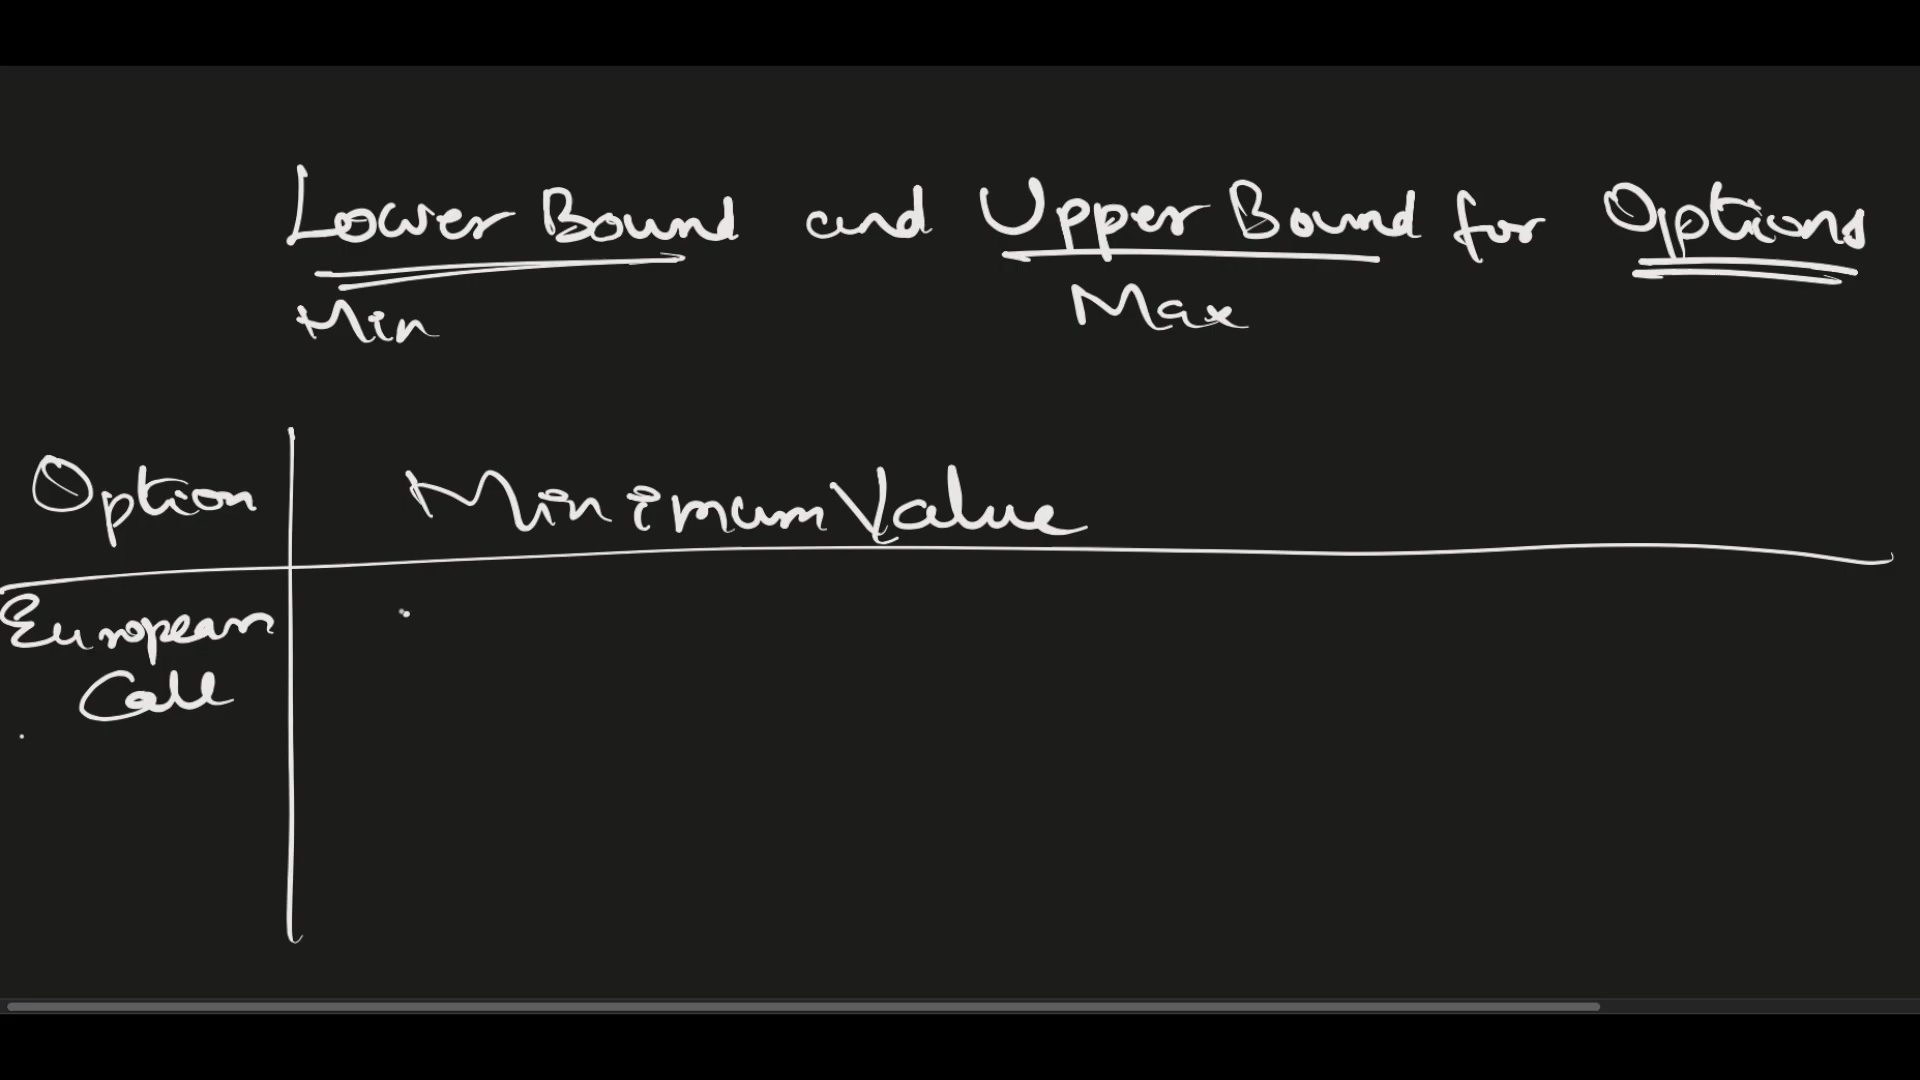 Lower Bound and Upper Bound for Options
Min Max
Option Minimum Value
European
Call